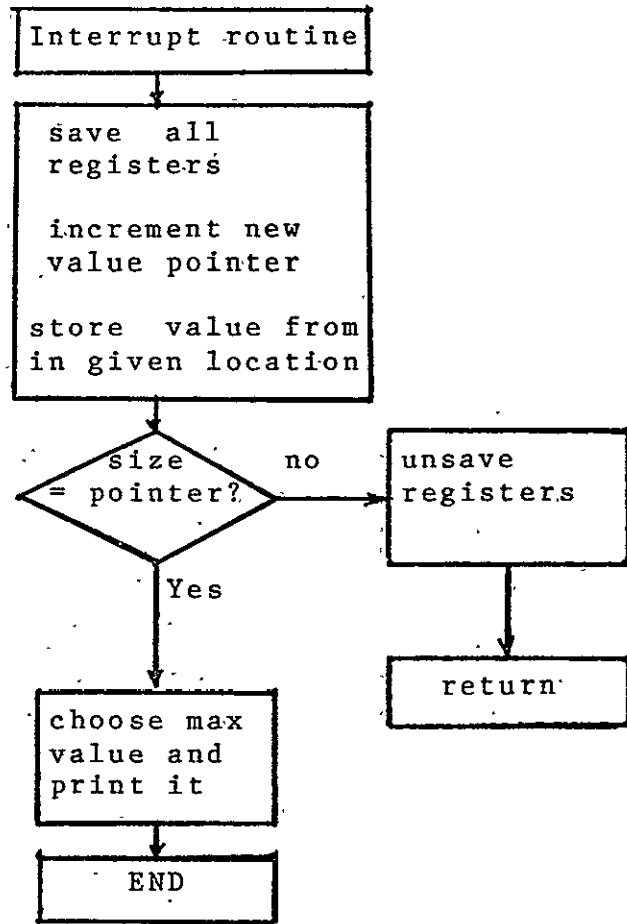 Interrupt routine
save all
registers
increment new
value pointer
store value from
in given location
size
= pointer?
no
unsave
registers
Yes
return
choose max
value and
print it
END